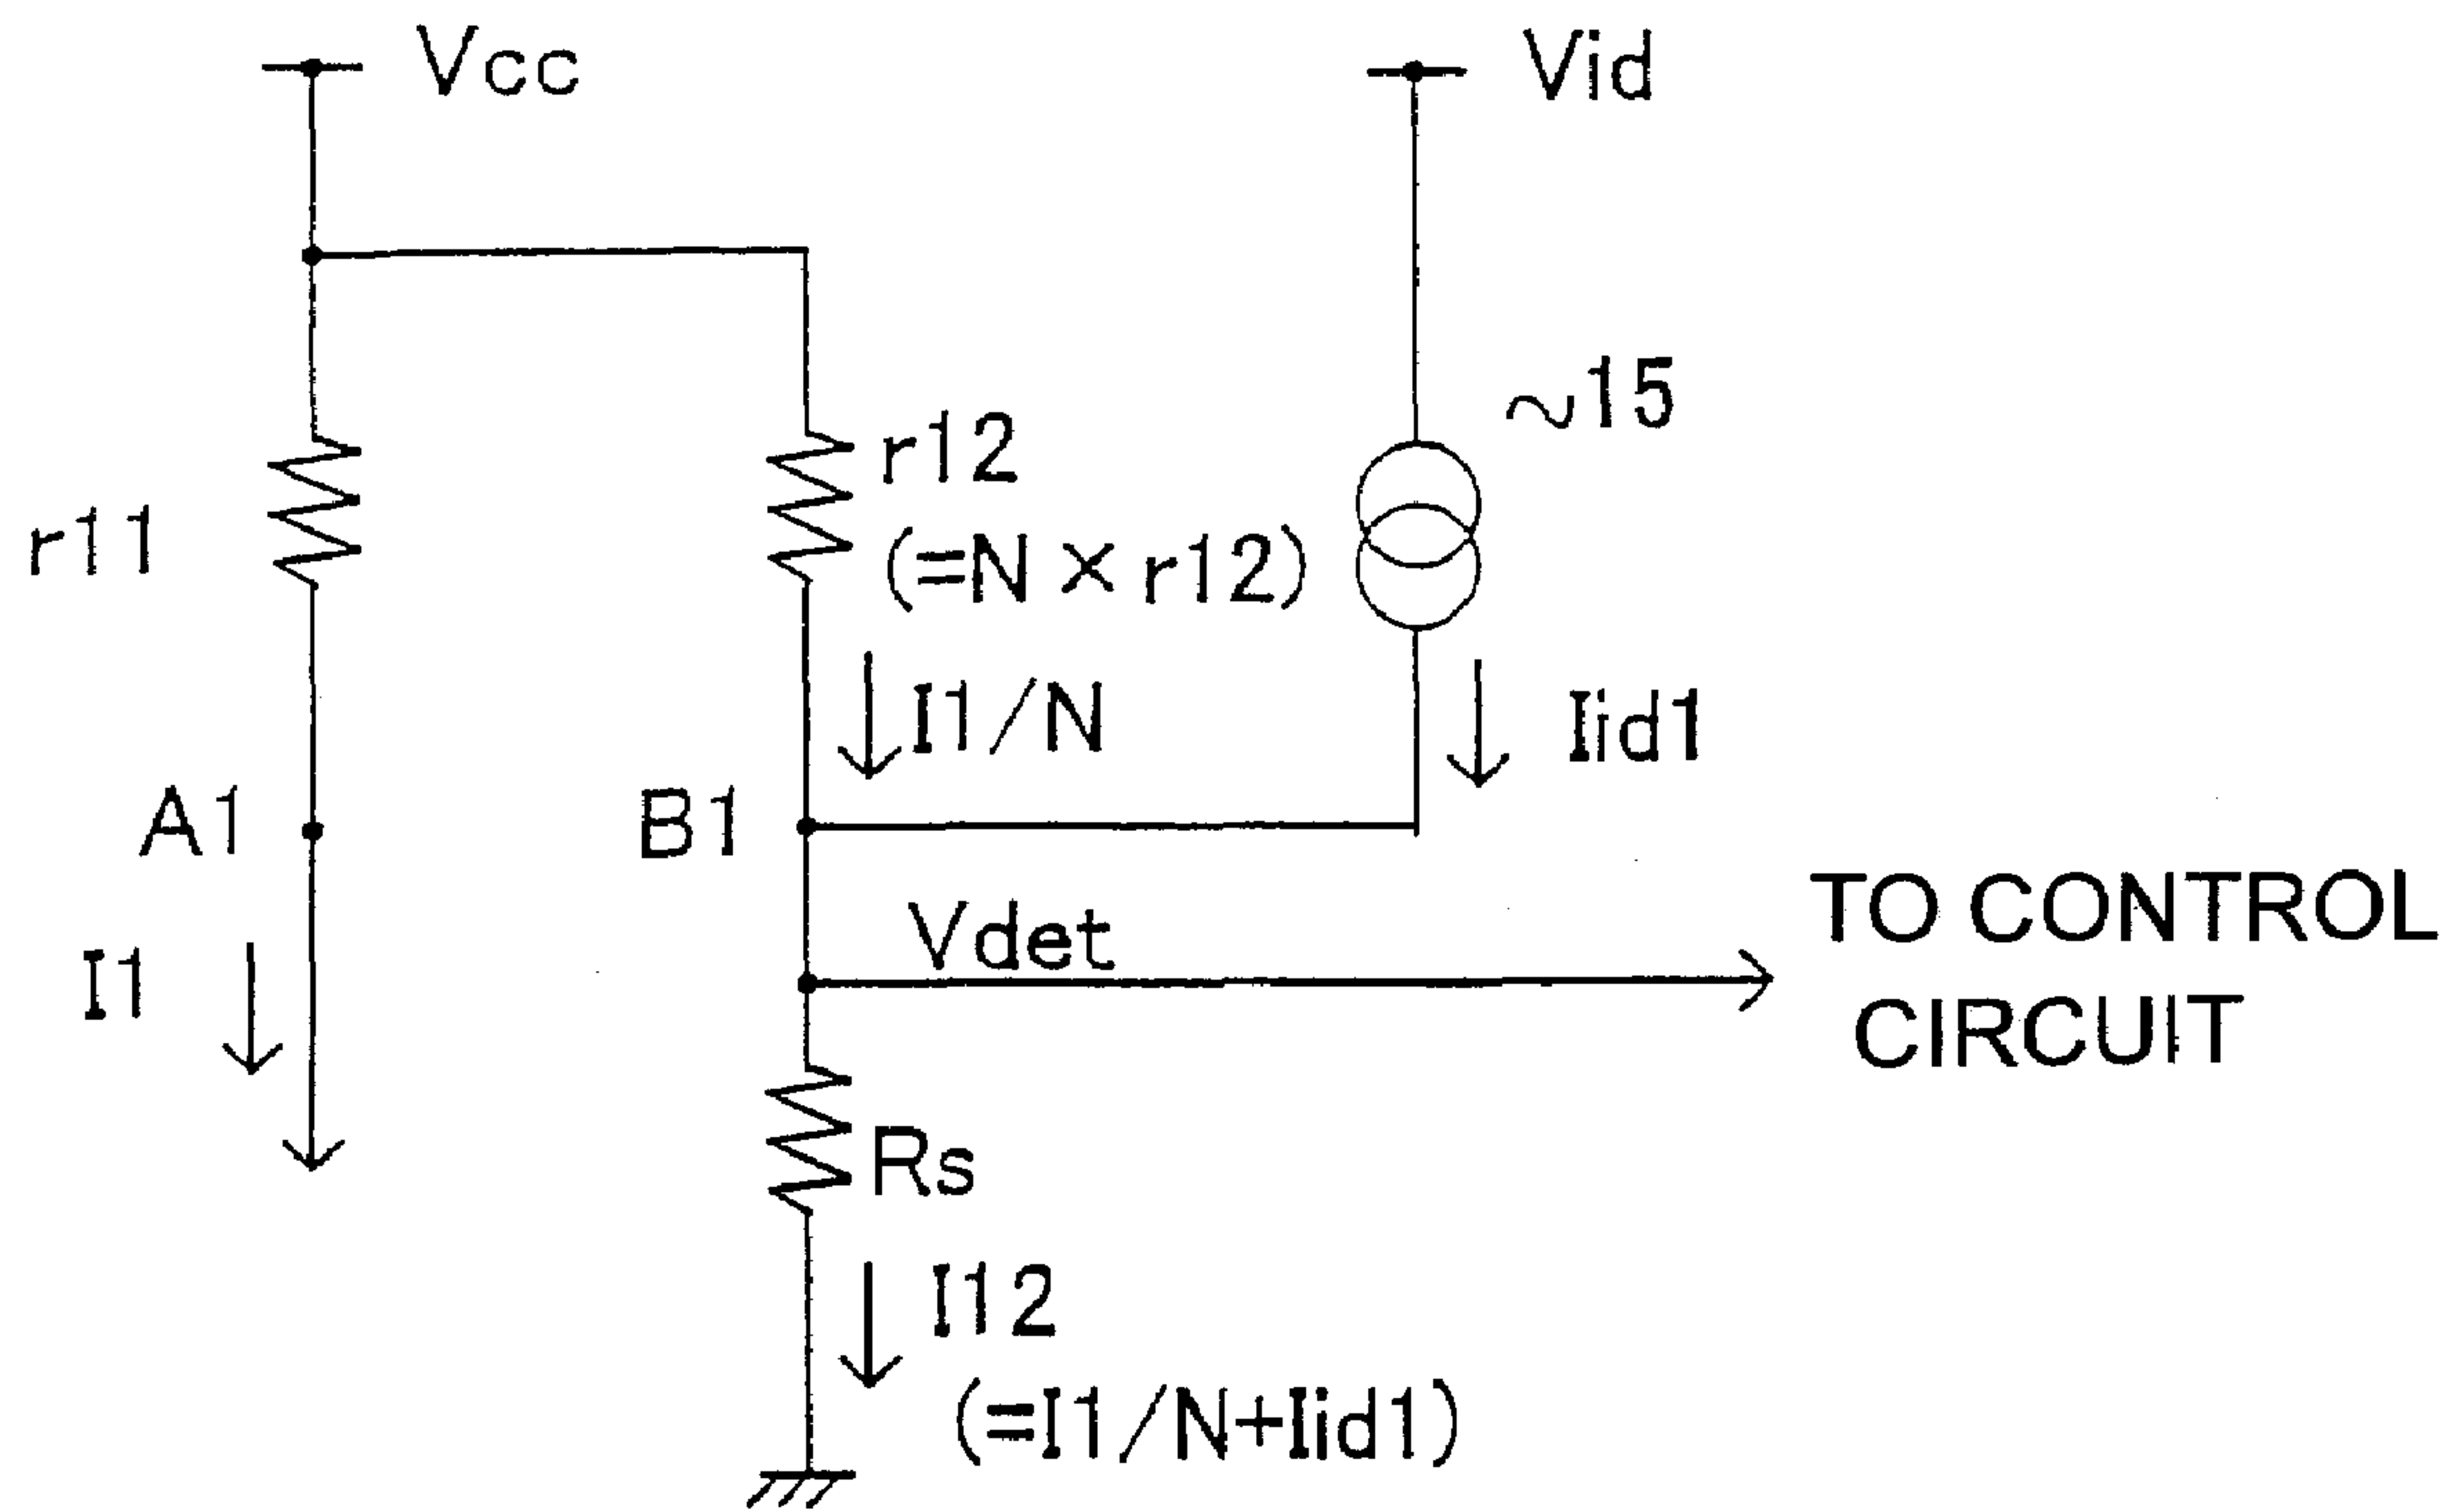 Vcc
Vid
~15
r12
r11
(=N×r12)
I1/N
Iid1
A1
B1
TO CONTROL
Vdet
I1
CIRCUIT
Rs
I12
(=I1/N+Iid1)